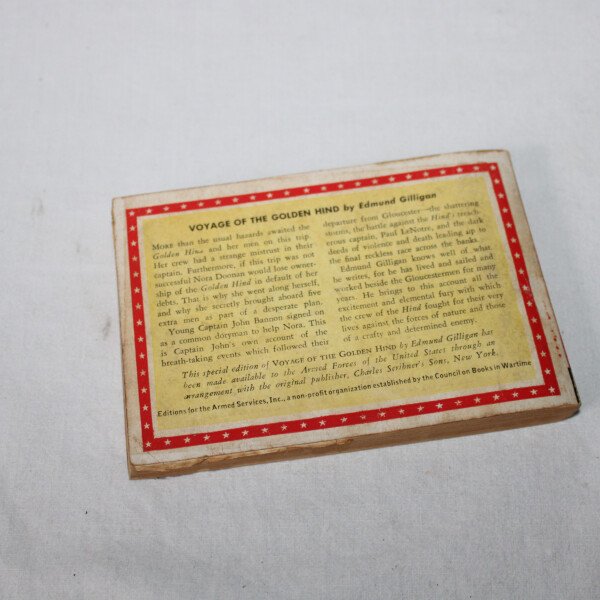 VOYAGE OF THE GOLDEN HIND by Edmund Gilligan
MORE than the usual hazards awaited the
Golden Hind and her men on this trip.
Her crew had a strange mistrust in their
captain. Furthermore, if this trip was not
successful Nora Doonan would lose owner-
ship of the Golden Hind in default of her
debts. That is why she went along herself,
and why she secretly brought aboard five
extra men as part of a desperate plan.
Young Captain John Bannon signed on
as a common doryman to help Nora. This
is Captain John's own account of the
breath-taking events which followed their
departure from Gloucester—the shattering
storms, the battle against the Hind's treach-
erous captain, Paul LeNotre, and the dark
deeds of violence and death leading up to
the final reckless race across the banks.
Edmund Gilligan knows well of what
he writes, for he has lived and sailed and
worked beside the Gloucestermen for many
years. He brings to this account all the
excitement and elemental fury with which
the crew of the Hind fought for their very
lives against the forces of nature and those
of a crafty and determined enemy.
This special edition of VOYAGE OF THE GOLDEN HIND by Edmund Gilligan has
been made available to the Armed Forces of the United States through an
arrangement with the original publisher, Charles Scribner's Sons, New York.
Editions for the Armed Services, Inc., a non-profit organization established by the Council on Books in Wartime